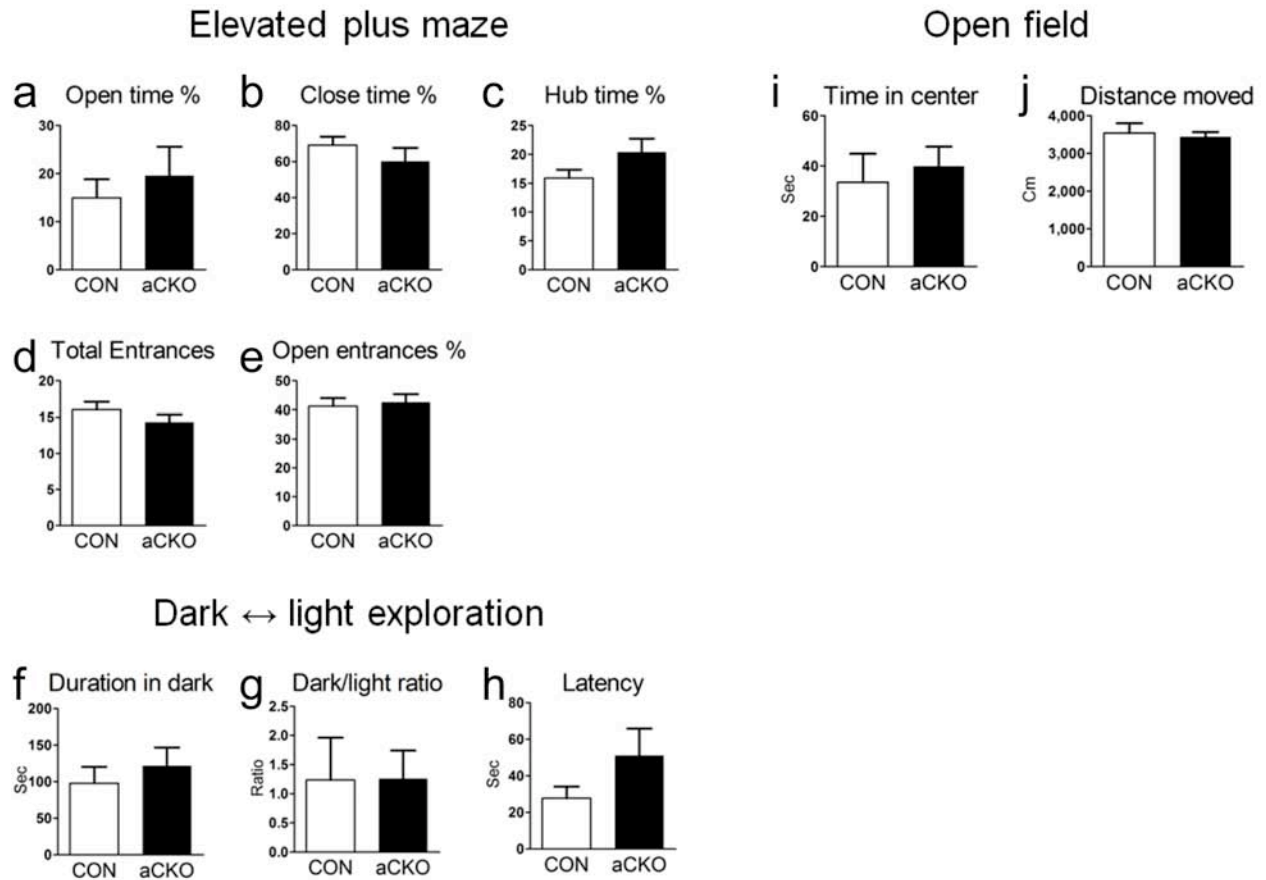 Elevated plus maze
Open field
a Open time %
30
20
10
0
CON aCKO
b Close time %
80
60
40
20
0
CON aCKO
c Hub time %
25
20
15
10
5
0
CON aCKO
i Time in center
Sec
60
40
20
0
CON aCKO
j Distance moved
Cm
4,000
3,000
2,000
1,000
0
CON aCKO
d Total Entrances
20
15
10
5
0
CON aCKO
e Open entrances %
50
40
30
20
10
0
CON aCKO
Dark ↔ light exploration
f Duration in dark
Sec
200
150
100
50
0
CON aCKO
g Dark/light ratio
Ratio
2.5
2.0
1.5
1.0
0.5
0.0
CON aCKO
h Latency
Sec
80
60
40
20
0
CON aCKO